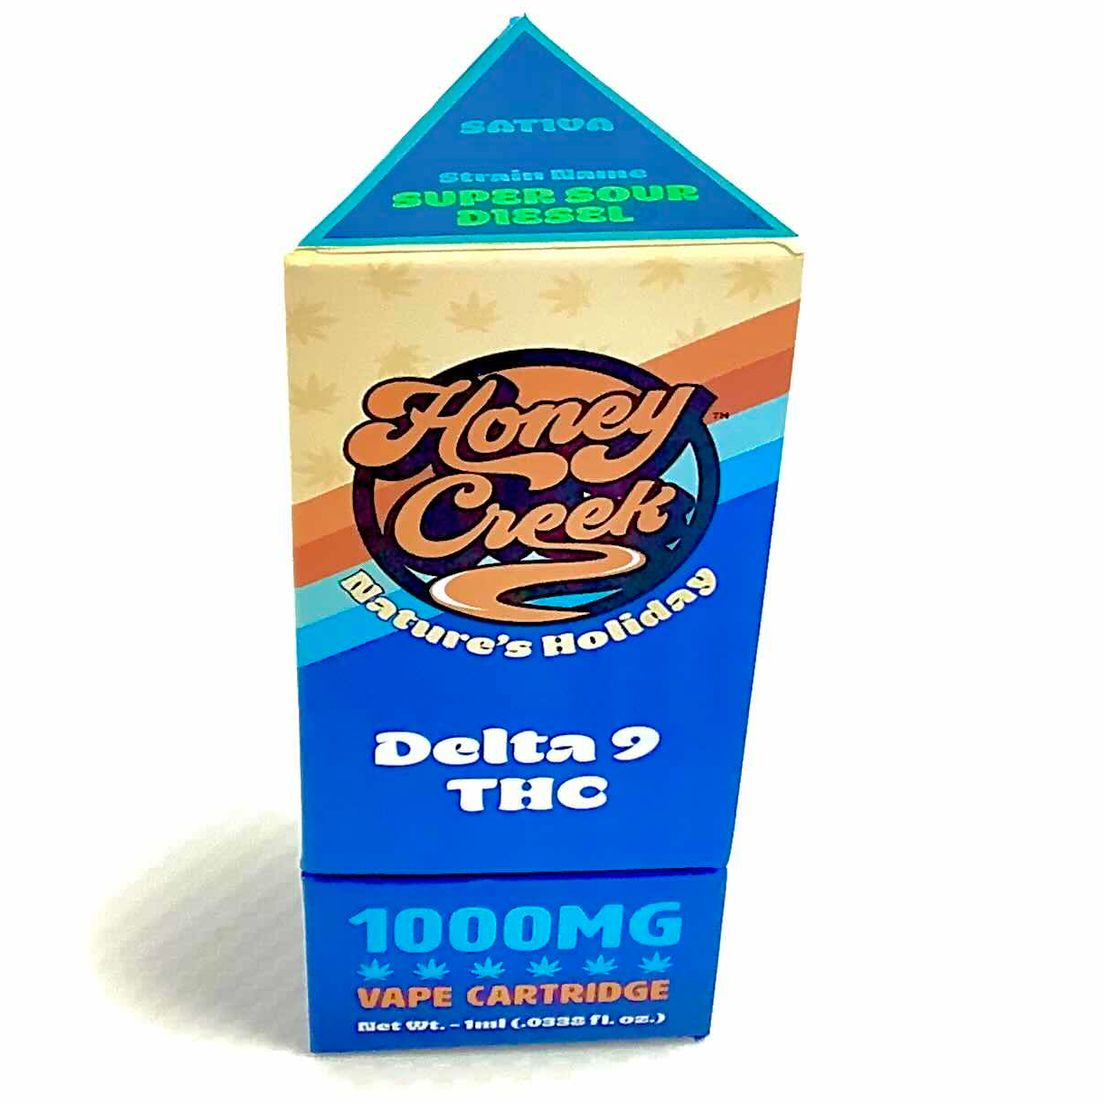 SATIVA
Strain Name
SUPER SOUR
DIESEL
Honey
Creek
TM
Nature's Holiday
Delta 9
THC
1000MG
VAPE CARTRIDGE
Net Wt. - 1ml (.0338 fl. oz.)